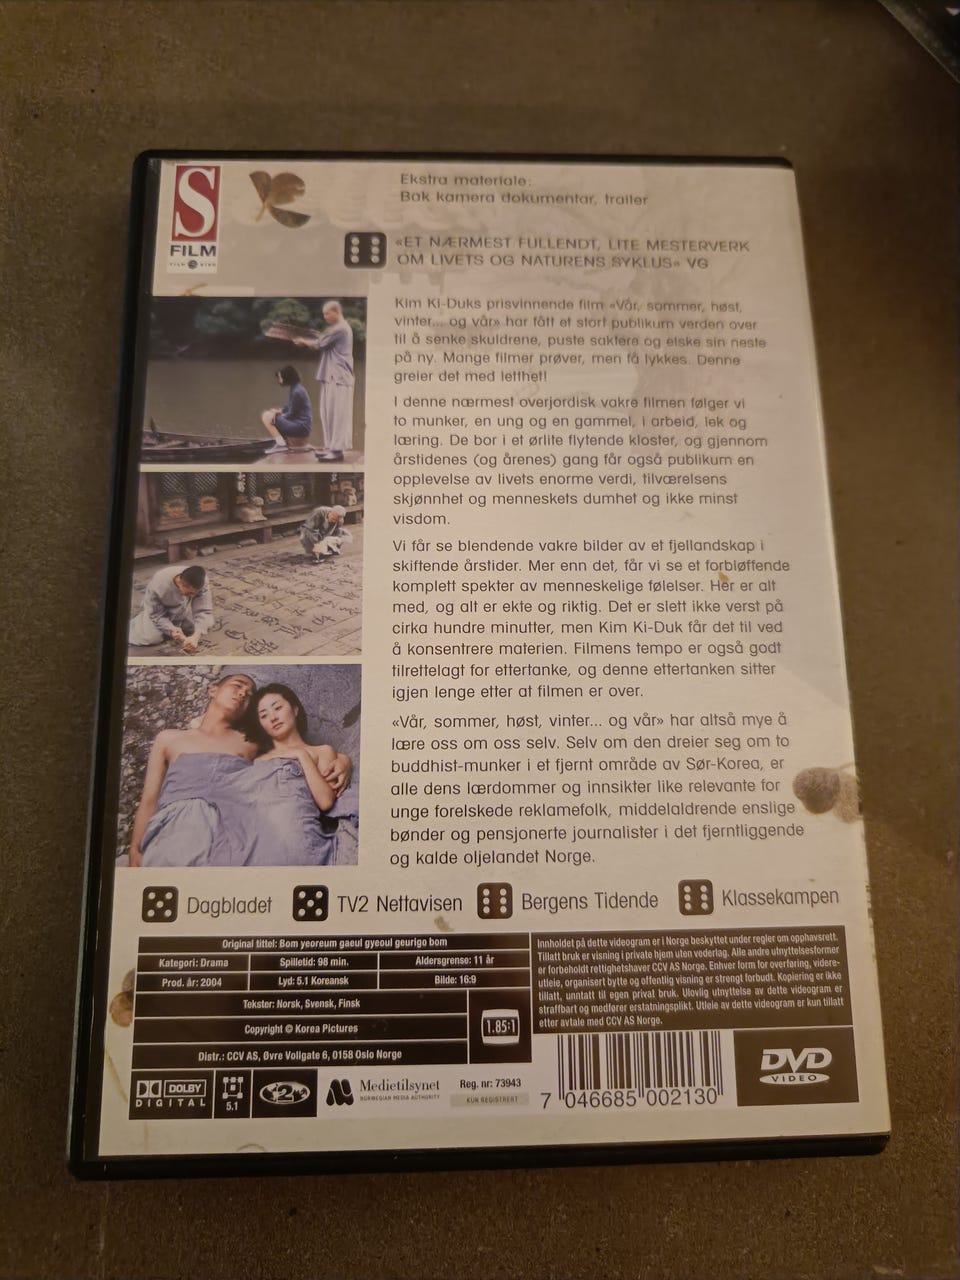 S
FILM
Ekstra materiale:
Bak kamera dokumentar, trailer
«ET NÆRMEST FULLENDT, LITE MESTERVERK
OM LIVETS OG NATURENS SYKLUS» VG
Kim Ki-Duks prisvinnende film «Vår, sommer, høst,
vinter... og vår» har fått et stort publikum verden over
til å senke skuldrene, puste saktere og elske sin neste
på ny. Mange filmer prøver, men få lykkes. Denne
greier det med letthet!
I denne nærmest overjordisk vakre filmen følger vi
to munker, en ung og en gammel, i arbeid, lek og
læring. De bor i et ørlite flytende kloster, og gjennom
årstidenes (og årenes) gang får også publikum en
opplevelse av livets enorme verdi, tilværelsens
skjønnhet og menneskets dumhet og ikke minst
visdom.
Vi får se blendende vakre bilder av et fjellandskap i
skiftende årstider. Mer enn det, får vi se et forbløffende
komplett spekter av menneskelige følelser. Her er alt
med, og alt er ekte og riktig. Det er slett ikke verst på
cirka hundre minutter, men Kim Ki-Duk får det til ved
å konsentrere materien. Filmens tempo er også godt
tilrettelagt for ettertanke, og denne ettertanken sitter
igjen lenge etter at filmen er over.
«Vår, sommer, høst, vinter... og vår» har altså mye å
lære oss om oss selv. Selv om den dreier seg om to
buddhist-munker i et fjernt område av Sør-Korea, er
alle dens lærdommer og innsikter like relevante for
unge forelskede reklamefolk, middelaldrende enslige
bønder og pensjonerte journalister i det fjerntliggende
og kalde oljelandet Norge.
Dagbladet TV2 Nettavisen Bergens Tidende Klassekampen
Original tittel: Bom yeoreum gaeul gyeoul geurigo bom
Kategori: Drama Spilletid: 98 min. Aldersgrense: 11 år
Prod. år: 2004 Lyd: 5.1 Koreansk Bilde: 16:9
Tekster: Norsk, Svensk, Finsk
Copyright © Korea Pictures
1.85:1
Distr.: CCV AS, Øvre Vollgate 6, 0158 Oslo Norge
Innholdet på dette videogram er i Norge beskyttet under regler om opphavsrett.
Tillatt bruk er visning i private hjem uten vederlag. Alle andre utnyttelsesformer
er forbeholdt rettighetshaver CCV AS Norge. Enhver form for overføring, videre-
utleie, organisert bytte og offentlig visning er strengt forbudt. Kopiering er ikke
tillatt, unntatt til egen privat bruk. Ulovlig utnyttelse av dette videogram er
straffbart og medfører erstatningsplikt. Utleie av dette videogram er kun tillatt
etter avtale med CCV AS Norge.
DOLBY
DIGITAL
5.1
2
Medietilsynet
NORWEGIAN MEDIA AUTHORITY
Reg. nr: 73943
KUN REGISTRERT
7 046685 002130
DVD
VIDEO